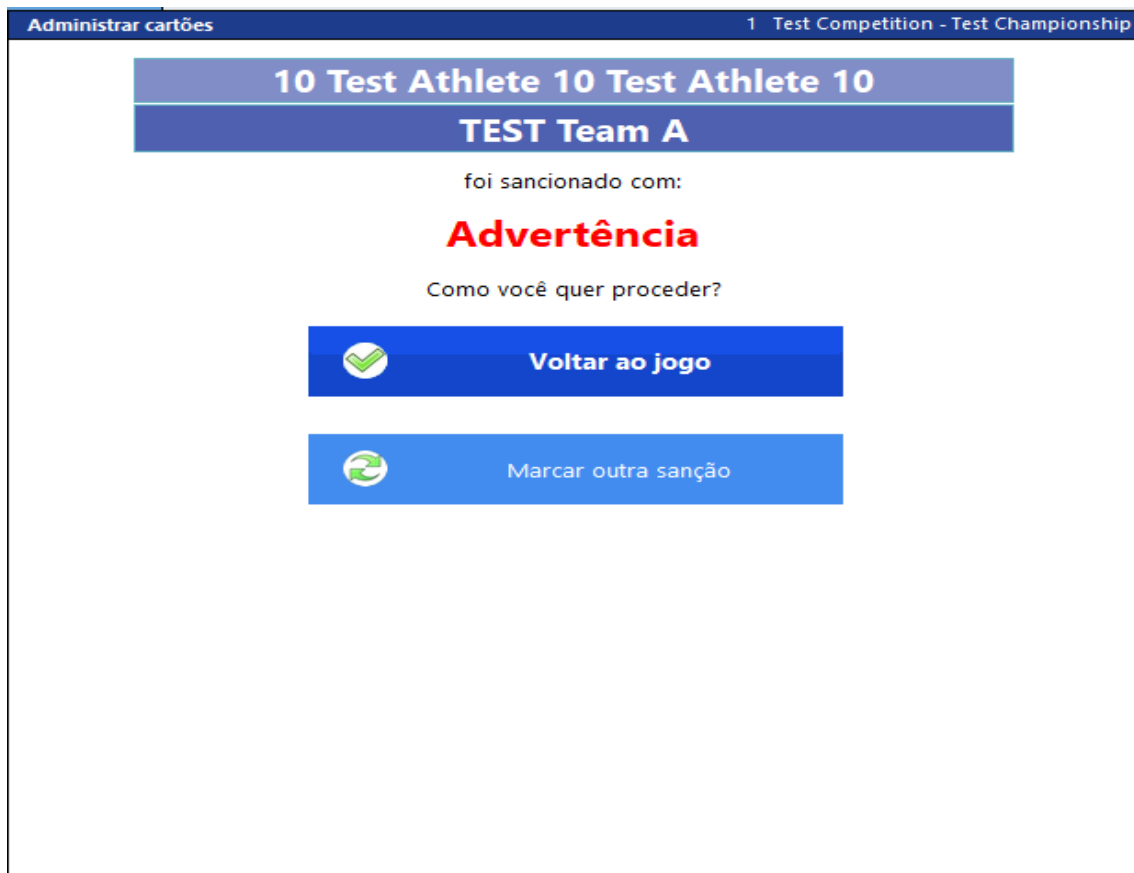 Administrar cartões
1 Test Competition - Test Championship
10 Test Athlete 10 Test Athlete 10
TEST Team A
foi sancionado com:
Advertência
Como você quer proceder?
Voltar ao jogo
Marcar outra sanção